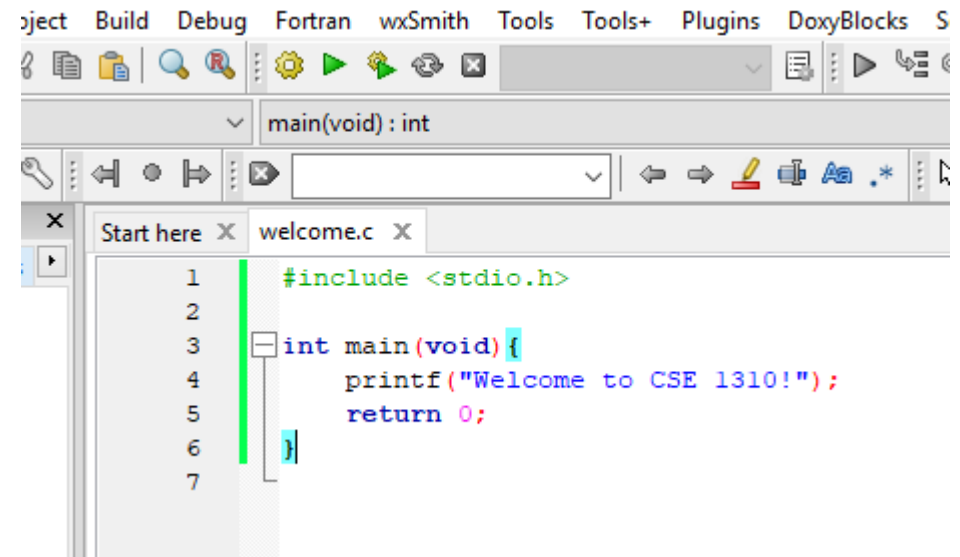 Build Debug Fortran wxSmith Tools Tools+ Plugins DoxyBlocks
main(void) : int
Start here X welcome.c X
1 #include <stdio.h>
2
3 int main(void){
4     printf("Welcome to CSE 1310!");
5     return 0;
6 }
7